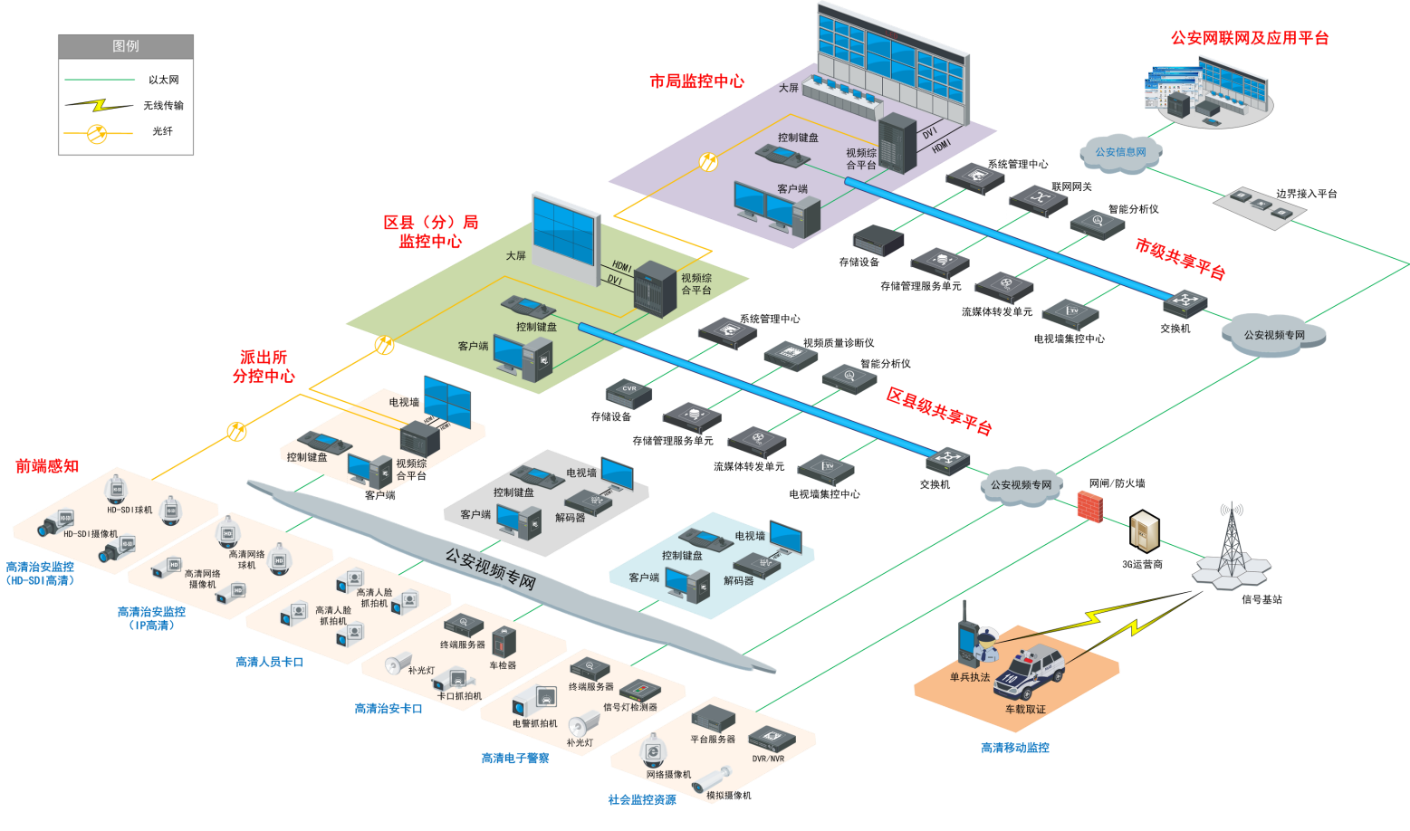 图例
以太网
无线传输
光纤
市局监控中心
大屏
DVI
HDMI
控制键盘
视频综
合平台
客户端
公安网联网及应用平台
公安信息网
边界接入平台
系统管理中心
联网网关
智能分析仪
市级共享平台
存储设备
存储管理服务单元
流媒体转发单元
电视墙集控中心
交换机
公安视频专网
区县（分）局
监控中心
大屏
HDMI
DVI
视频综
合平台
控制键盘
客户端
系统管理中心
视频质量诊断仪
智能分析仪
区县级共享平台
CVR
存储设备
存储管理服务单元
流媒体转发单元
电视墙集控中心
交换机
公安视频专网
网闸/防火墙
3G运营商
信号基站
派出所
分控中心
电视墙
HDMI
HDMI
控制键盘
视频综
合平台
客户端
电视墙
控制键盘
客户端
解码器
电视墙
控制键盘
客户端
解码器
公安视频专网
前端感知
HD-SDI球机
HD-SDI摄像机
高清治安监控
（HD-SDI高清）
高清网络
球机
高清网络
摄像机
高清治安监控
（IP高清）
高清人脸
抓拍机
高清人脸
抓拍机
高清人员卡口
终端服务器
车检器
补光灯
卡口抓拍机
高清治安卡口
终端服务器
信号灯检测器
电警抓拍机
补光灯
高清电子警察
平台服务器
DVR/NVR
网络摄像机
模拟摄像机
社会监控资源
单兵执法
110
车载取证
高清移动监控